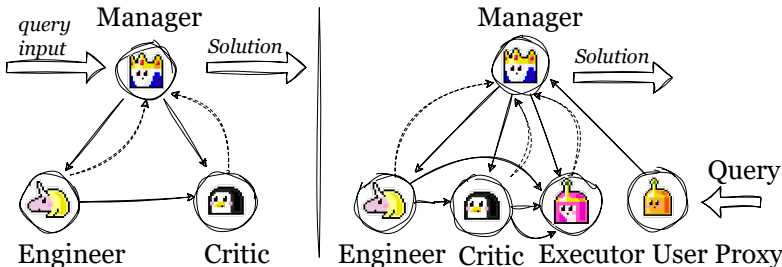 Manager
query
input
Solution
Engineer
Critic
Manager
Solution
Query
Engineer
Critic
Executor
User Proxy